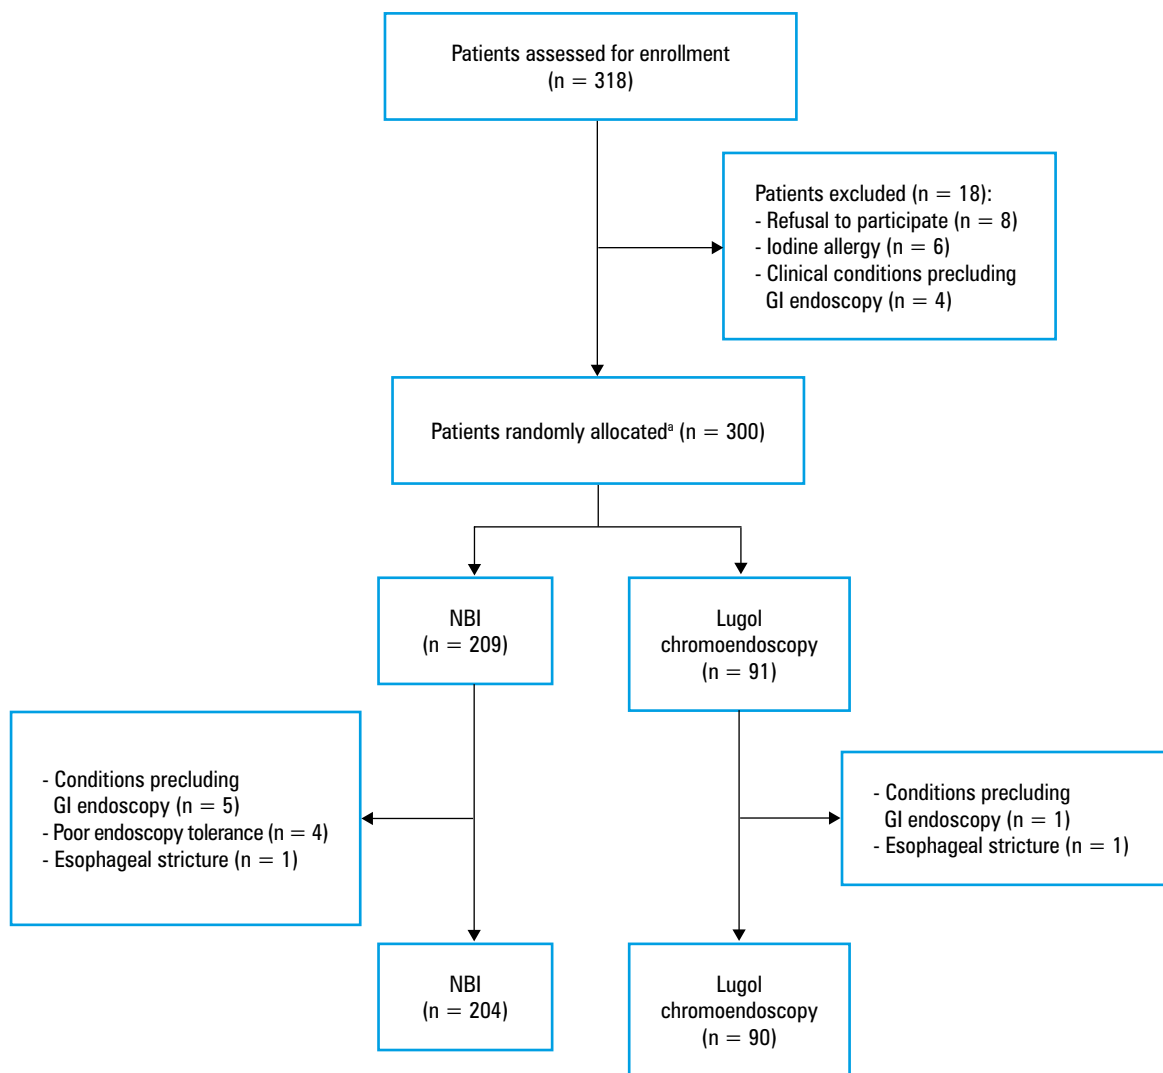 Patients assessed for enrollment
(n = 318)
Patients excluded (n = 18):
- Refusal to participate (n = 8)
- Iodine allergy (n = 6)
- Clinical conditions precluding
GI endoscopy (n = 4)
Patients randomly allocatedᵃ (n = 300)
NBI
(n = 209)
Lugol
chromoendoscopy
(n = 91)
- Conditions precluding
GI endoscopy (n = 5)
- Poor endoscopy tolerance (n = 4)
- Esophageal stricture (n = 1)
- Conditions precluding
GI endoscopy (n = 1)
- Esophageal stricture (n = 1)
NBI
(n = 204)
Lugol
chromoendoscopy
(n = 90)